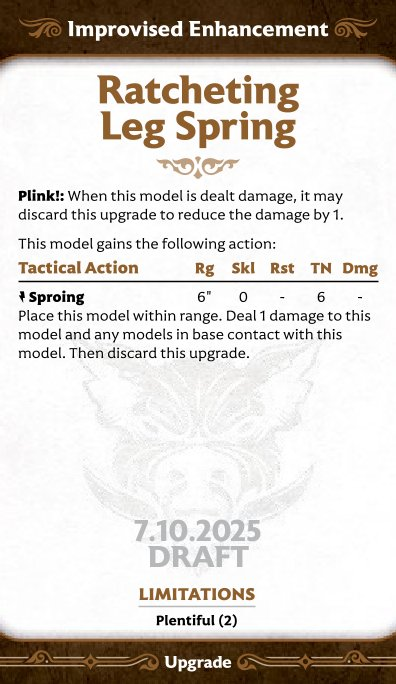 Improvised Enhancement
Ratcheting
Leg Spring
Plink!: When this model is dealt damage, it may
discard this upgrade to reduce the damage by 1.
This model gains the following action:
Tactical Action Rg Skl Rst TN Dmg
Sproing 6" 0 - 6 -
Place this model within range. Deal 1 damage to this
model and any models in base contact with this
model. Then discard this upgrade.
7.10.2025
DRAFT
LIMITATIONS
Plentiful (2)
Upgrade